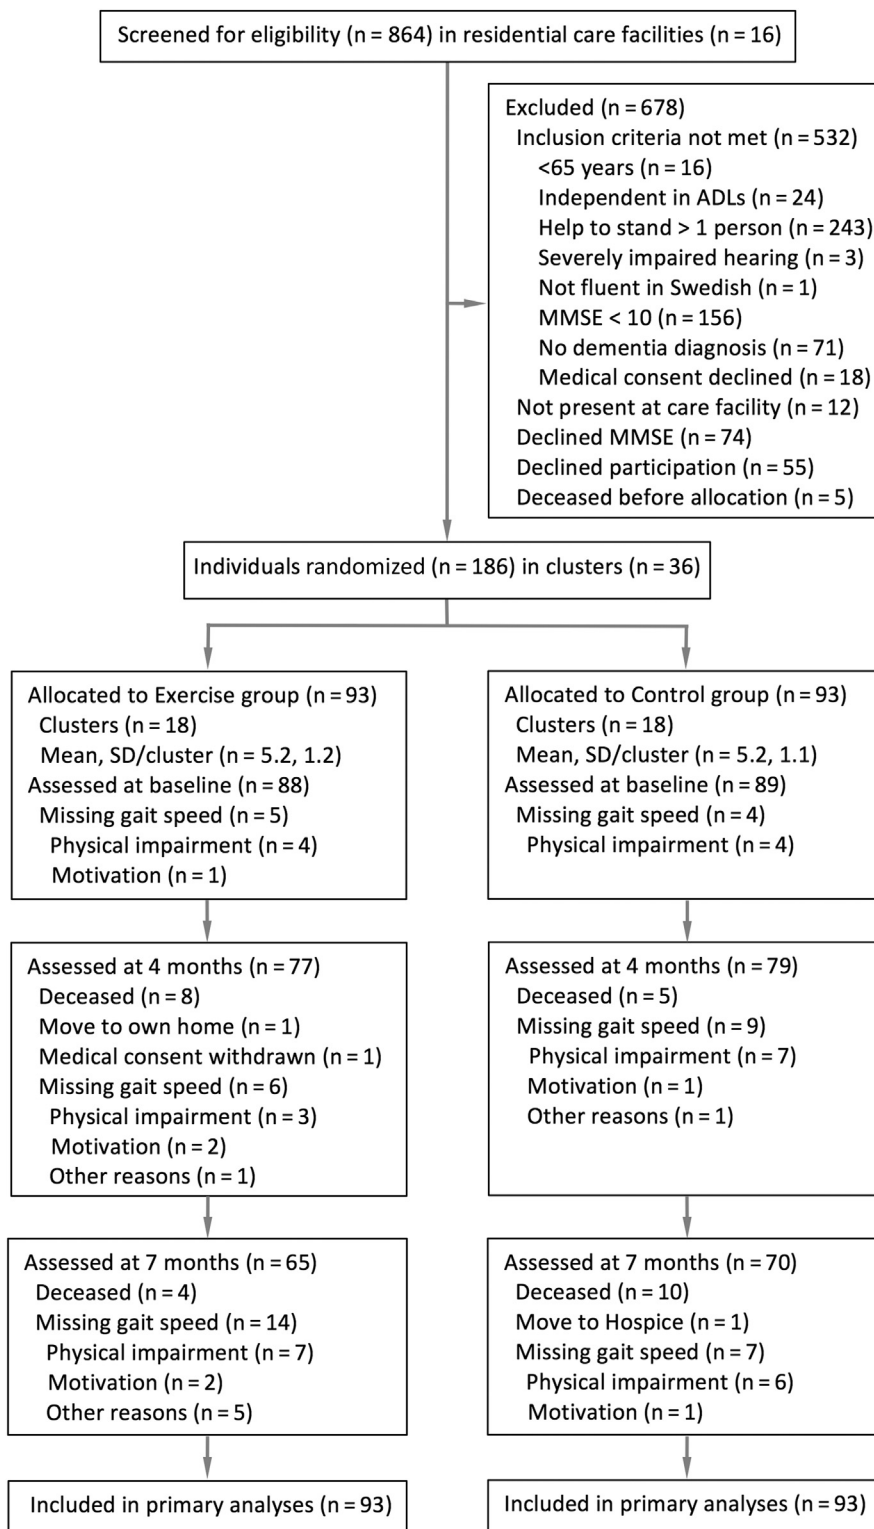 Screened for eligibility (n = 864) in residential care facilities (n = 16)
Excluded (n = 678)
Inclusion criteria not met (n = 532)
<65 years (n = 16)
Independent in ADLs (n = 24)
Help to stand > 1 person (n = 243)
Severely impaired hearing (n = 3)
Not fluent in Swedish (n = 1)
MMSE < 10 (n = 156)
No dementia diagnosis (n = 71)
Medical consent declined (n = 18)
Not present at care facility (n = 12)
Declined MMSE (n = 74)
Declined participation (n = 55)
Deceased before allocation (n = 5)
Individuals randomized (n = 186) in clusters (n = 36)
Allocated to Exercise group (n = 93)
Clusters (n = 18)
Mean, SD/cluster (n = 5.2, 1.2)
Assessed at baseline (n = 88)
Missing gait speed (n = 5)
Physical impairment (n = 4)
Motivation (n = 1)
Allocated to Control group (n = 93)
Clusters (n = 18)
Mean, SD/cluster (n = 5.2, 1.1)
Assessed at baseline (n = 89)
Missing gait speed (n = 4)
Physical impairment (n = 4)
Assessed at 4 months (n = 77)
Deceased (n = 8)
Move to own home (n = 1)
Medical consent withdrawn (n = 1)
Missing gait speed (n = 6)
Physical impairment (n = 3)
Motivation (n = 2)
Other reasons (n = 1)
Assessed at 4 months (n = 79)
Deceased (n = 5)
Missing gait speed (n = 9)
Physical impairment (n = 7)
Motivation (n = 1)
Other reasons (n = 1)
Assessed at 7 months (n = 65)
Deceased (n = 4)
Missing gait speed (n = 14)
Physical impairment (n = 7)
Motivation (n = 2)
Other reasons (n = 5)
Assessed at 7 months (n = 70)
Deceased (n = 10)
Move to Hospice (n = 1)
Missing gait speed (n = 7)
Physical impairment (n = 6)
Motivation (n = 1)
Included in primary analyses (n = 93)
Included in primary analyses (n = 93)